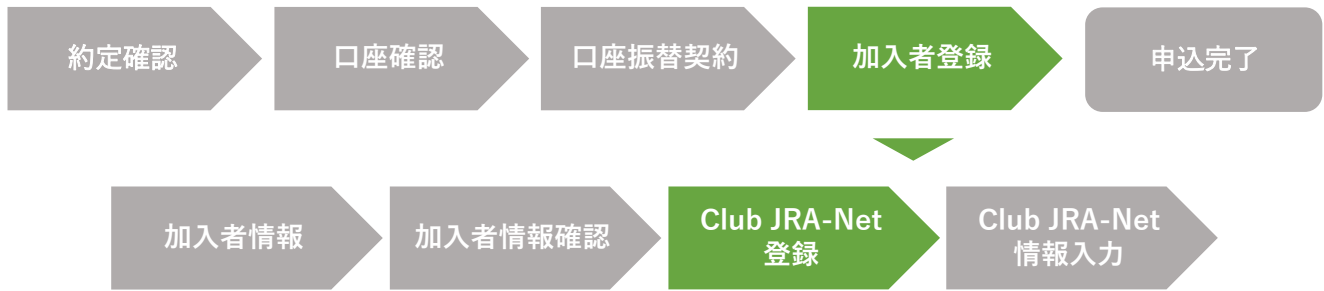 約定確認
口座確認
口座振替契約
加入者登録
申込完了
加入者情報
加入者情報確認
Club JRA-Net
登録
Club JRA-Net
情報入力